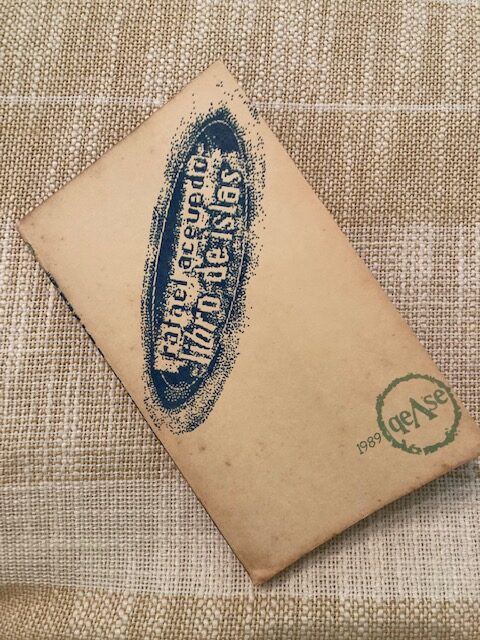 rafael acevedo
libro de islas
qeAse
1989